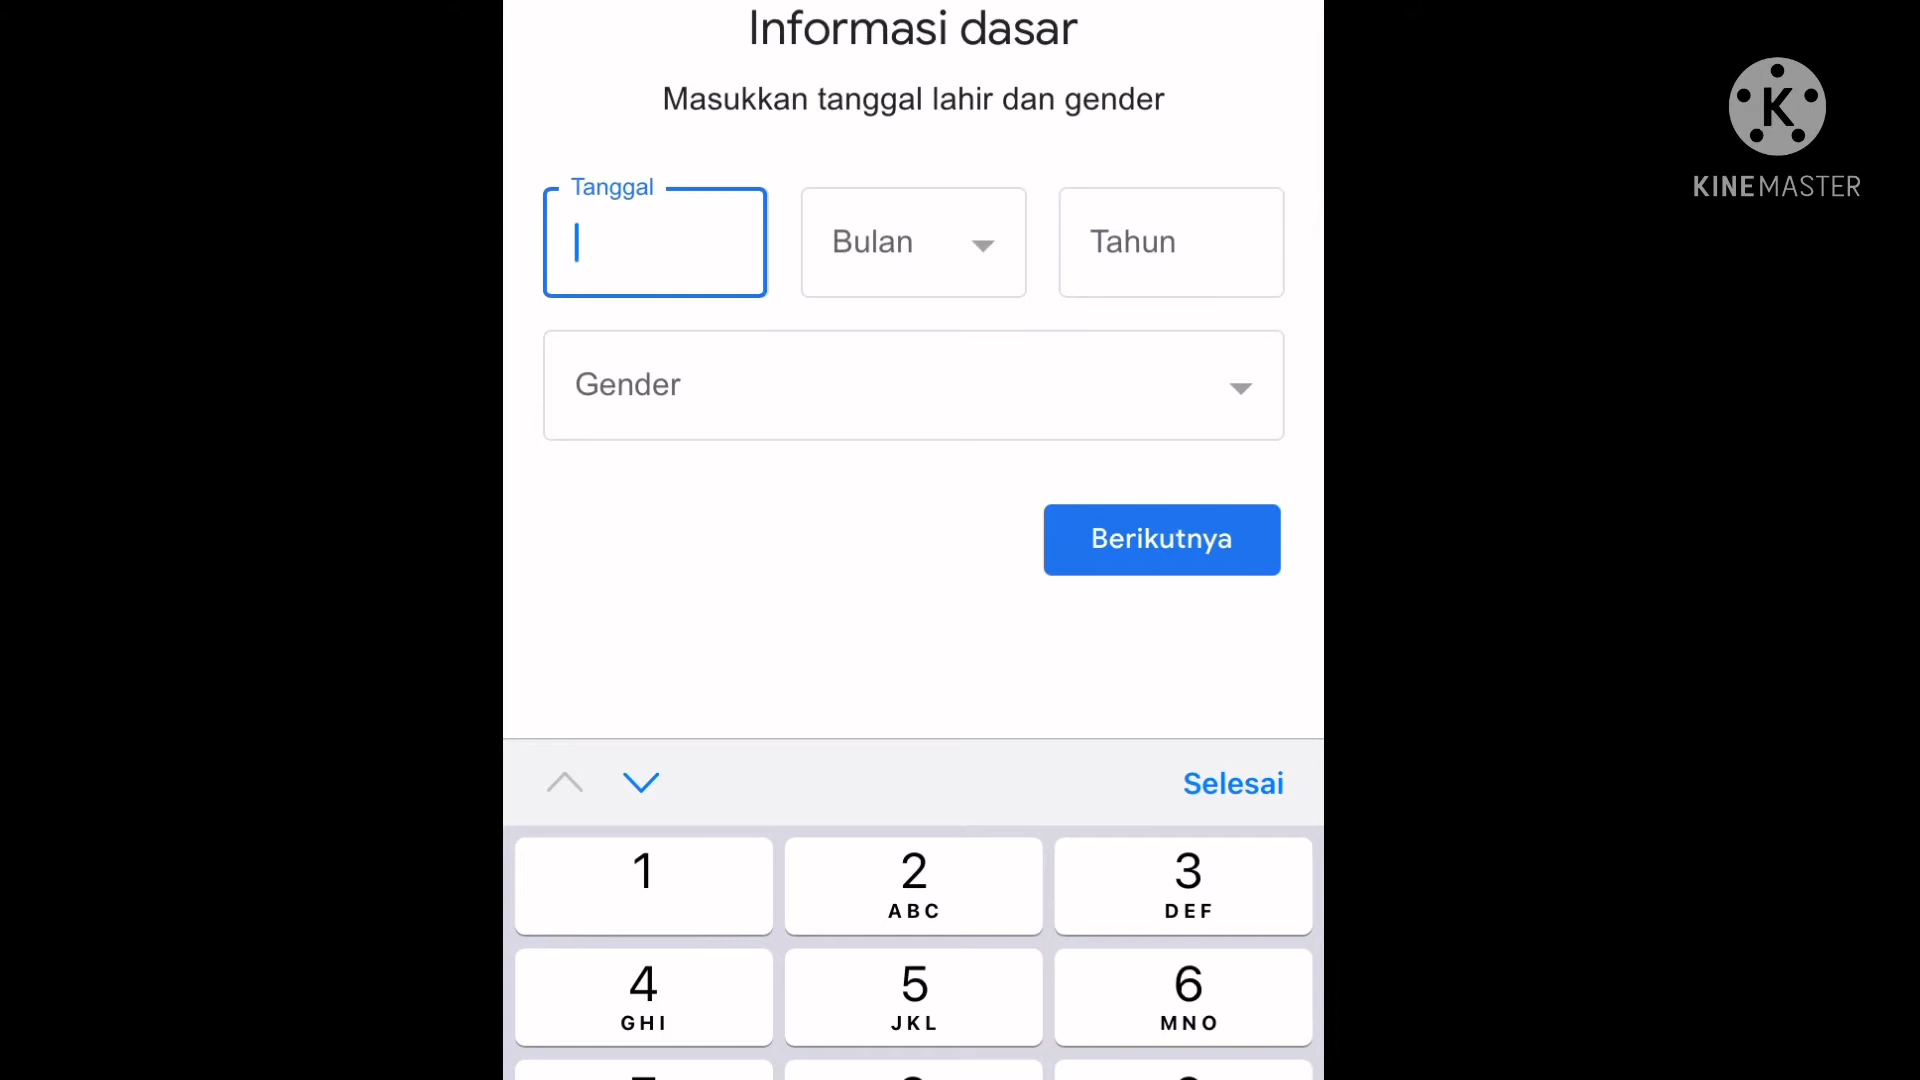 Informasi dasar
Masukkan tanggal lahir dan gender
K
KINEMASTER
Tanggal
Bulan
Tahun
Gender
Berikutnya
Selesai
1
2
ABC
3
DEF
4
GHI
5
JKL
6
MNO